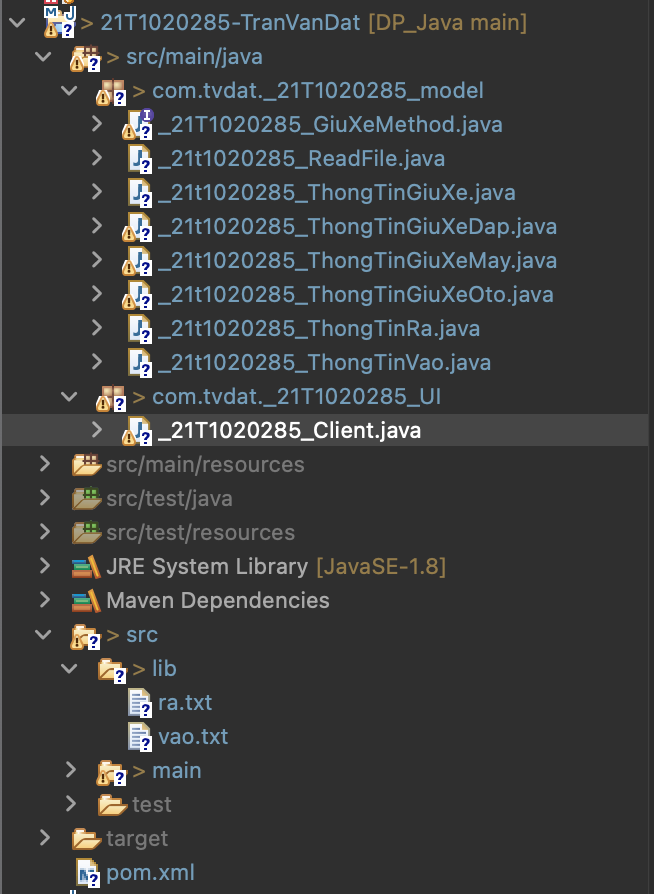 > 21T1020285-TranVanDat [DP_Java main]
> src/main/java
> com.tvdat._21T1020285_model
_21T1020285_GiuXeMethod.java
_21t1020285_ReadFile.java
_21t1020285_ThongTinGiuXe.java
_21t1020285_ThongTinGiuXeDap.java
_21t1020285_ThongTinGiuXeMay.java
_21t1020285_ThongTinGiuXeOto.java
_21t1020285_ThongTinRa.java
_21t1020285_ThongTinVao.java
> com.tvdat._21T1020285_UI
_21T1020285_Client.java
src/main/resources
src/test/java
src/test/resources
JRE System Library [JavaSE-1.8]
Maven Dependencies
> src
> lib
ra.txt
vao.txt
> main
test
target
pom.xml